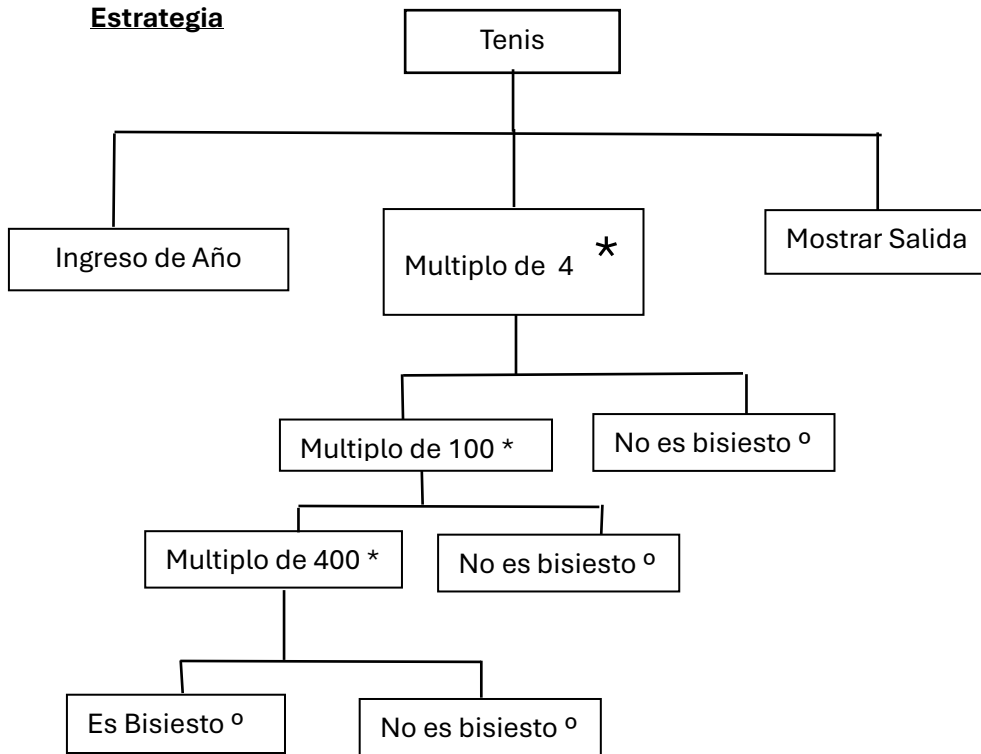 Estrategia
Tenis
Ingreso de Año
Multiplo de 4 *
Mostrar Salida
Multiplo de 100 *
No es bisiesto º
Multiplo de 400 *
No es bisiesto º
Es Bisiesto º
No es bisiesto º